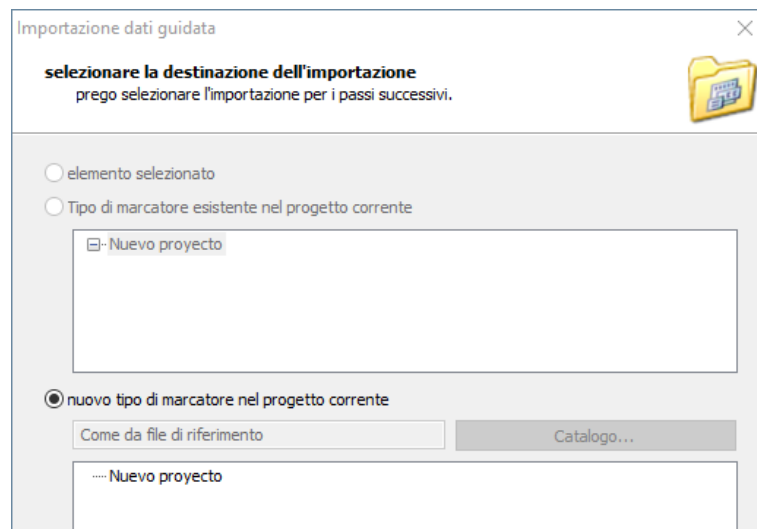 Importazione dati guidata
selezionare la destinazione dell'importazione
prego selezionare l'importazione per i passi successivi.
elemento selezionato
Tipo di marcatore esistente nel progetto corrente
Nuevo proyecto
nuovo tipo di marcatore nel progetto corrente
Come da file di riferimento
Catalogo...
Nuevo proyecto